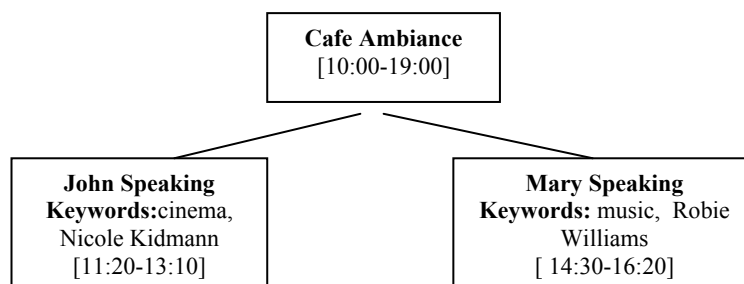 Cafe Ambiance
[10:00-19:00]
John Speaking
Keywords:cinema,
Nicole Kidmann
[11:20-13:10]
Mary Speaking
Keywords: music, Robie
Williams
[ 14:30-16:20]